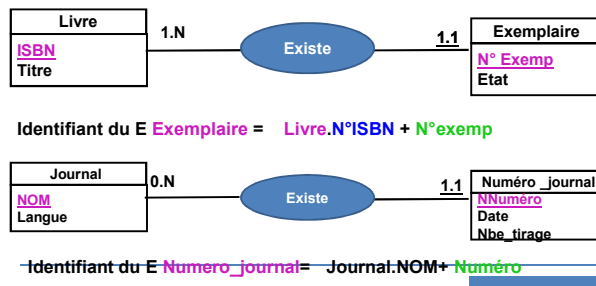 Livre
ISBN
Titre
1.N
Existe
1.1
Exemplaire
N° Exemp
Etat
Identifiant du E Exemplaire = Livre.N°ISBN + N°exemp
Journal
NOM
Langue
0.N
Existe
1.1
Numéro _journal
NNuméro
Date
Nbe_tirage
Identifiant du E Numero_journal= Journal.NOM+ Numéro